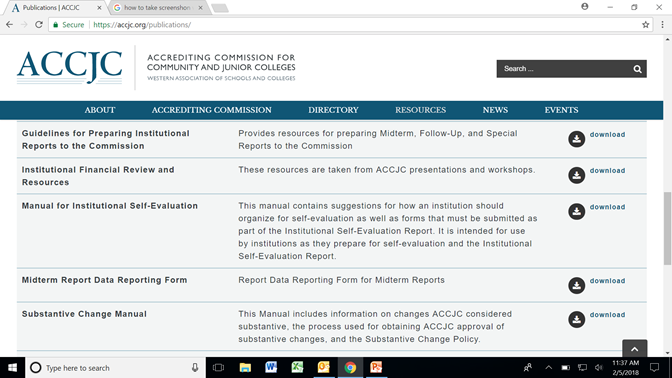 Publications | ACCJC
how to take screenshot
Secure
https://accjc.org/publications/
ACCJC
ACCREDITING COMMISSION FOR
COMMUNITY AND JUNIOR COLLEGES
WESTERN ASSOCIATION OF SCHOOLS AND COLLEGES
Search ...
ABOUT ACCREDITING COMMISSION DIRECTORY RESOURCES NEWS EVENTS
Guidelines for Preparing Institutional
Reports to the Commission
Provides resources for preparing Midterm, Follow-Up, and Special
Reports to the Commission
download
Institutional Financial Review and
Resources
These resources are taken from ACCJC presentations and workshops.
download
Manual for Institutional Self-Evaluation
This manual contains suggestions for how an institution should
organize for self-evaluation as well as forms that must be submitted as
part of the Institutional Self-Evaluation Report. It is intended for use
by institutions as they prepare for self-evaluation and the Institutional
Self-Evaluation Report.
download
Midterm Report Data Reporting Form
Report Data Reporting Form for Midterm Reports
download
Substantive Change Manual
This Manual includes information on changes ACCJC considered
substantive, the process used for obtaining ACCJC approval of
substantive changes, and the Substantive Change Policy.
download
Type here to search
11:37 AM
2/5/2018